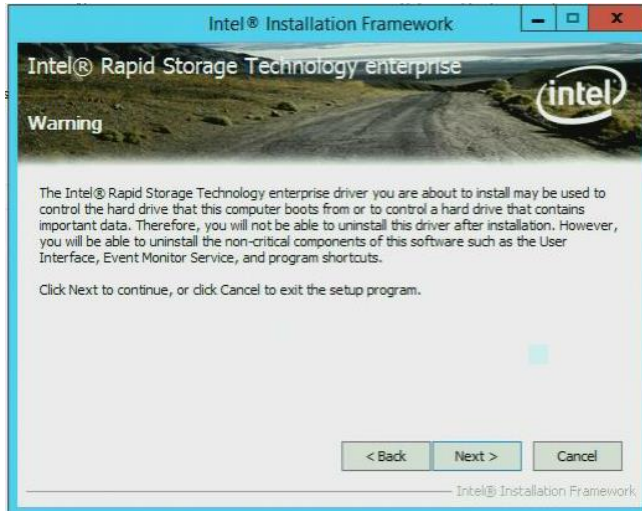 Intel® Installation Framework
Intel® Rapid Storage Technology enterprise
intel
Warning
The Intel® Rapid Storage Technology enterprise driver you are about to install may be used to
control the hard drive that this computer boots from or to control a hard drive that contains
important data. Therefore, you will not be able to uninstall this driver after installation. However,
you will be able to uninstall the non-critical components of this software such as the User
Interface, Event Monitor Service, and program shortcuts.
Click Next to continue, or click Cancel to exit the setup program.
< Back Next > Cancel
Intel® Installation Framework